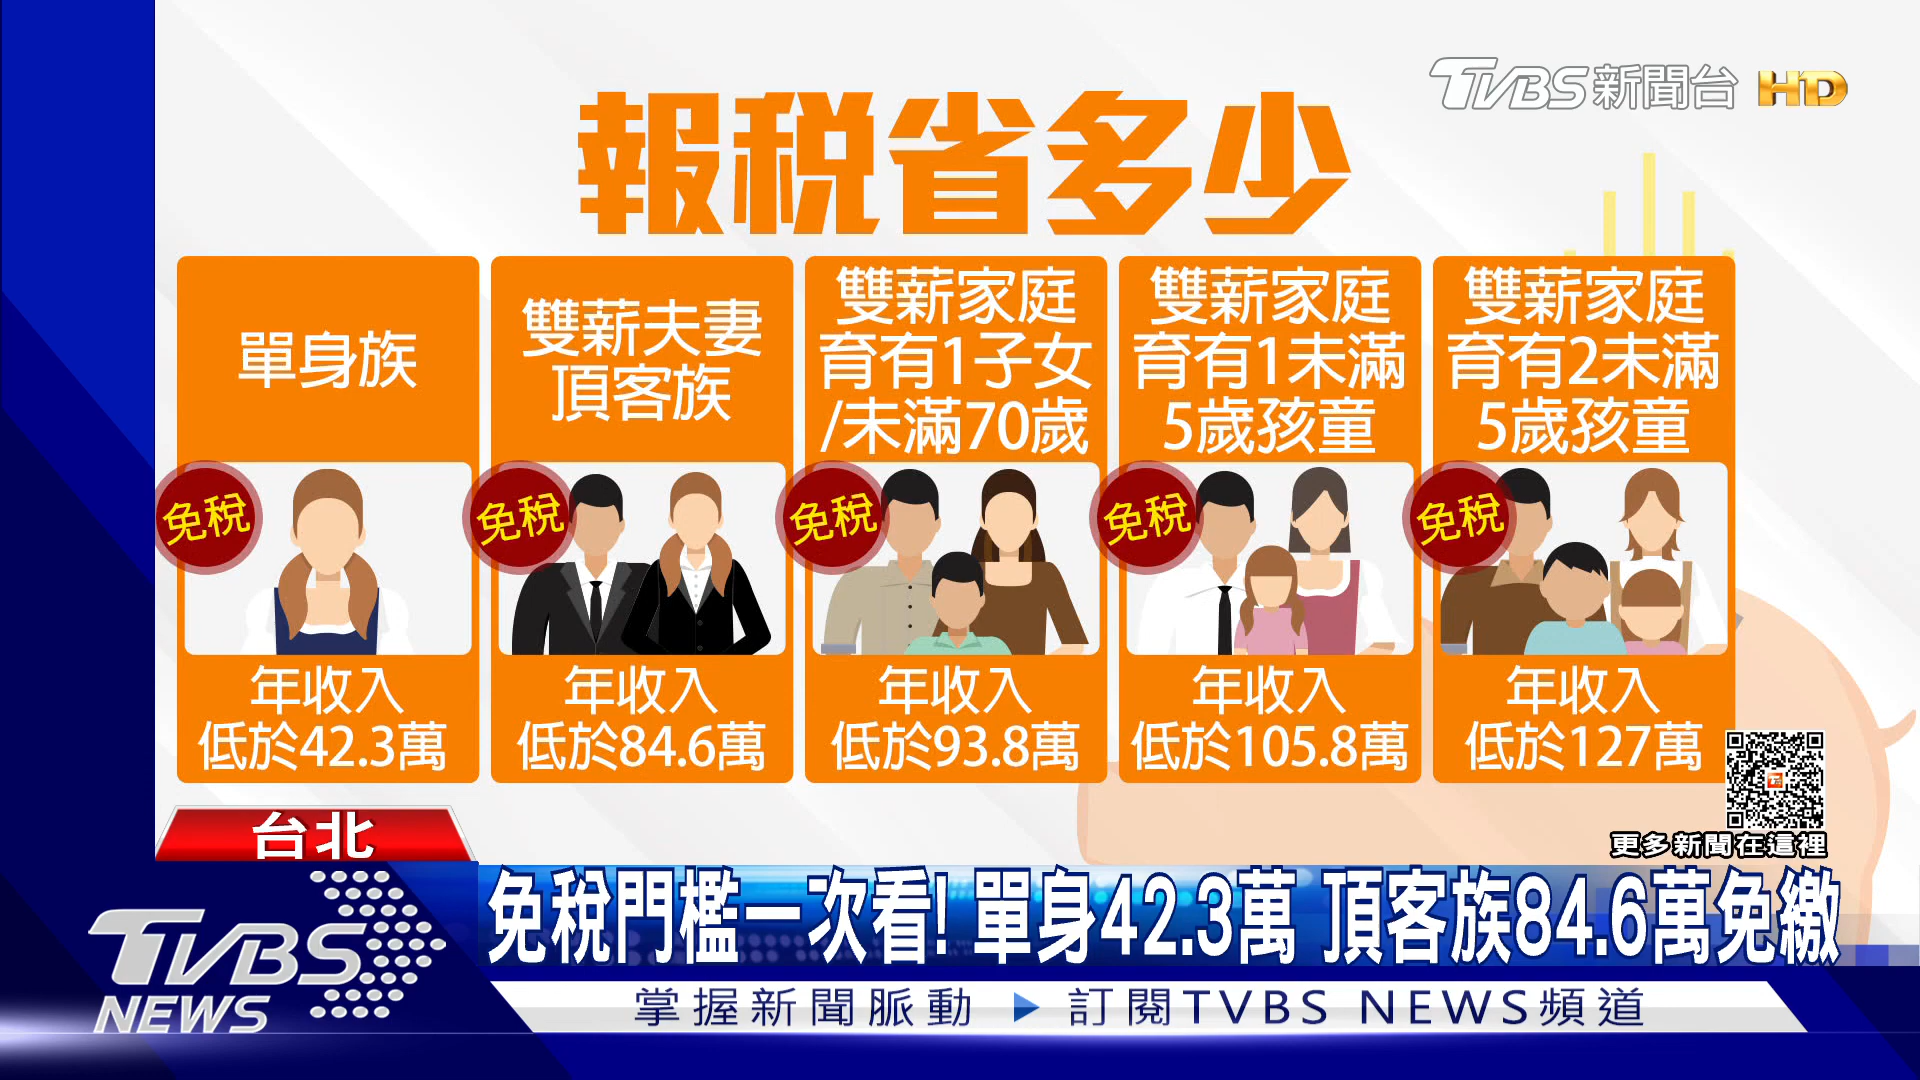 TVBS新聞台 HD
報稅省多少
單身族
免稅
年收入
低於42.3萬
雙薪夫妻
頂客族
免稅
年收入
低於84.6萬
雙薪家庭
育有1子女
/未滿70歲
免稅
年收入
低於93.8萬
雙薪家庭
育有1未滿
5歲孩童
免稅
年收入
低於105.8萬
雙薪家庭
育有2未滿
5歲孩童
免稅
年收入
低於127萬
更多新聞在這裡
台北
免稅門檻一次看! 單身42.3萬 頂客族84.6萬免繳
TVBS
NEWS
掌握新聞脈動 ▶ 訂閱TVBS NEWS頻道